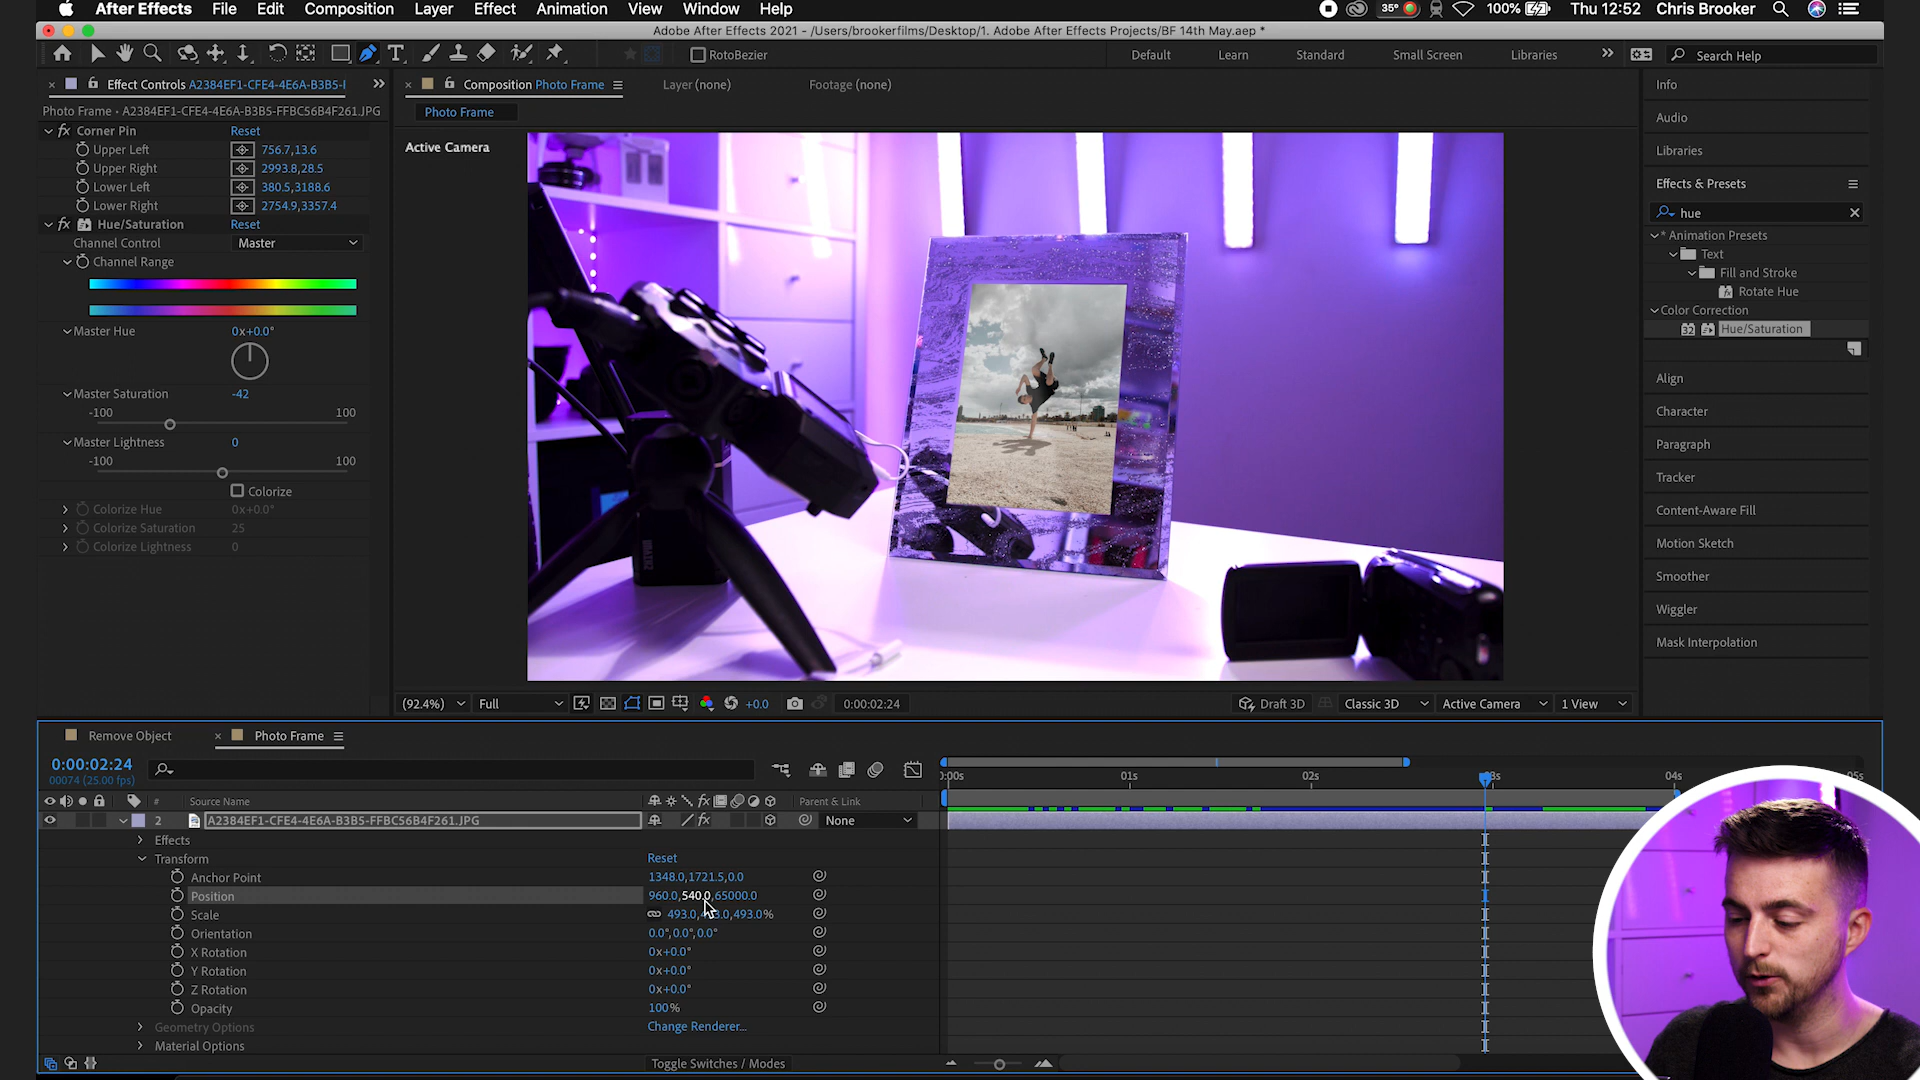 After Effects File Edit Composition Layer Effect Animation View Window Help 35° 100% Thu 12:52 Chris Brooker
Adobe After Effects 2021 - /Users/brookerfilms/Desktop/1. Adobe After Effects Projects/BF 14th May.aep *
RotoBezier Default Learn Standard Small Screen Libraries Search Help
Effect Controls A2384EF1-CFE4-4E6A-B3B5-F
Composition Photo Frame Layer (none) Footage (none)
Info
Photo Frame • A2384EF1-CFE4-4E6A-B3B5-FFBC56B4F261.JPG
Photo Frame
Audio
Corner Pin Reset
Active Camera
Upper Left 756.7,13.6
Libraries
Upper Right 2993.8,28.5
Lower Left 380.5,3188.6
Effects & Presets
Lower Right 2754.9,3357.4
hue
Hue/Saturation Reset
* Animation Presets
Channel Control Master
Text
Channel Range
Fill and Stroke
Rotate Hue
Color Correction
Hue/Saturation
Master Hue 0x+0.0°
Align
Master Saturation -42
-100 100
Character
Master Lightness 0
Paragraph
-100 100
Tracker
Colorize
Content-Aware Fill
Colorize Hue 0x+0.0°
Colorize Saturation 25
Colorize Lightness 0
Motion Sketch
Smoother
Wiggler
Mask Interpolation
(92.4%) Full +0.0 0:00:02:24 Draft 3D Classic 3D Active Camera 1 View
Remove Object Photo Frame
0:00:02:24
00074 (25.00 fps)
:00s 01s 02s 03s 04s 05s
# Source Name Parent & Link
2 A2384EF1-CFE4-4E6A-B3B5-FFBC56B4F261.JPG None
Effects
Transform Reset
Anchor Point 1348.0,1721.5,0.0
Position 960.0,540.0,65000.0
Scale 493.0,493.0,493.0%
Orientation 0.0°,0.0°,0.0°
X Rotation 0x+0.0°
Y Rotation 0x+0.0°
Z Rotation 0x+0.0°
Opacity 100%
Geometry Options Change Renderer...
Material Options
Toggle Switches / Modes